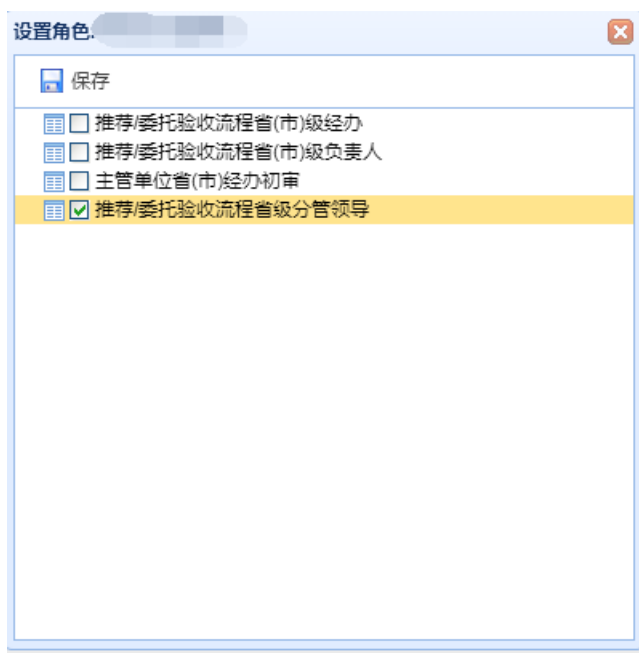 设置角色:
保存
推荐/委托验收流程省(市)级经办
推荐/委托验收流程省(市)级负责人
主管单位省(市)经办初审
推荐/委托验收流程省级分管领导